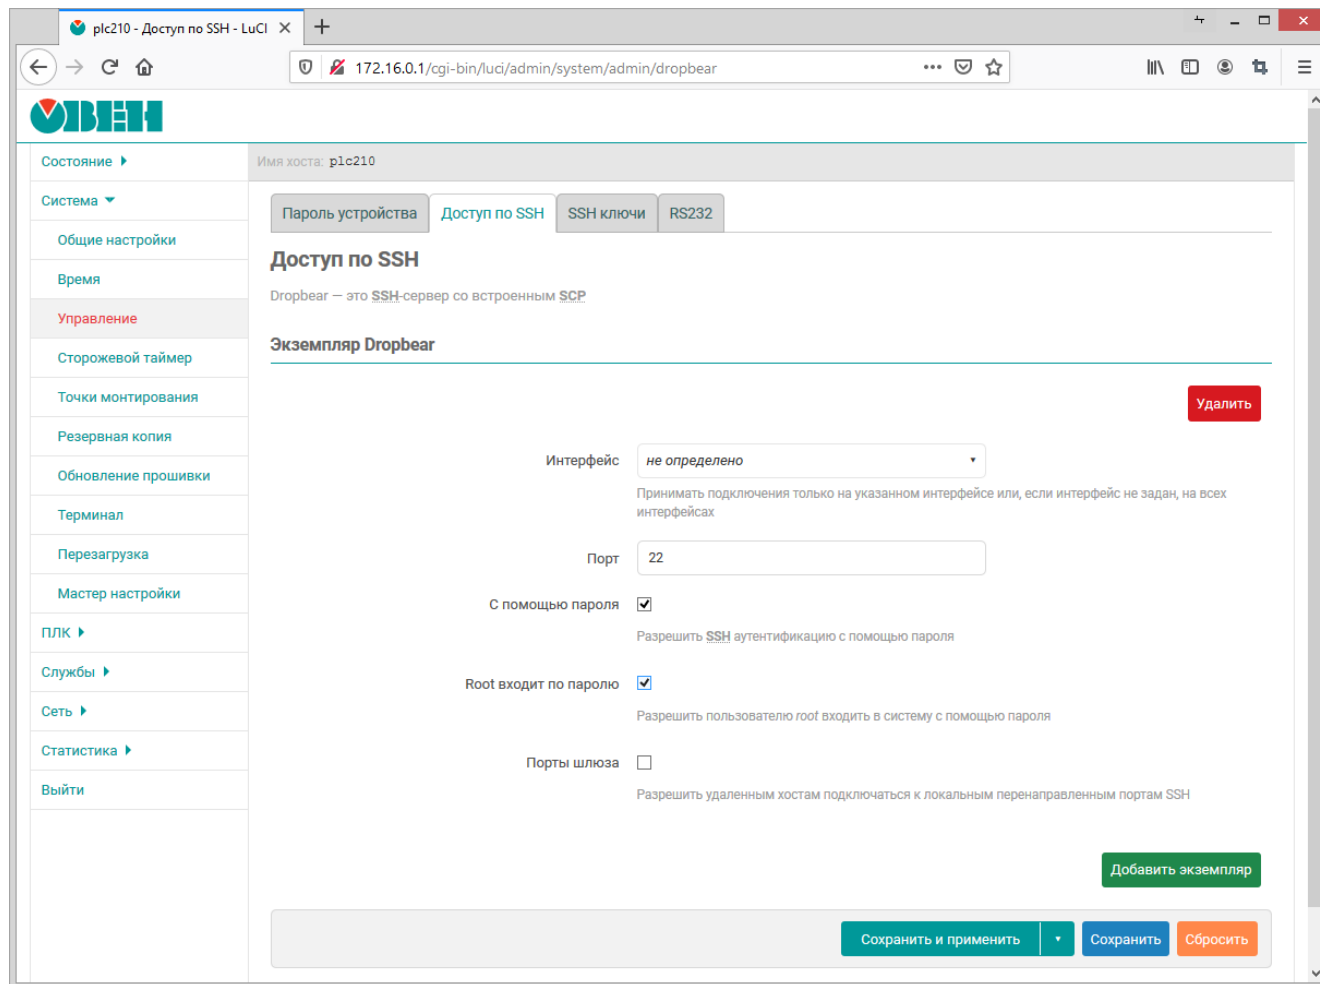 plc210 - Доступ по SSH - LuCI
172.16.0.1/cgi-bin/luci/admin/system/admin/dropbear
ОВЕН
Состояние
Имя хоста: plc210
Система
Пароль устройства
Доступ по SSH
SSH ключи
RS232
Общие настройки
Доступ по SSH
Время
Dropbear — это SSH-сервер со встроенным SCP
Управление
Экземпляр Dropbear
Сторожевой таймер
Точки монтирования
Удалить
Резервная копия
Интерфейс
не определено
Обновление прошивки
Принимать подключения только на указанном интерфейсе или, если интерфейс не задан, на всех
интерфейсах
Терминал
Перезагрузка
Порт
22
Мастер настройки
С помощью пароля
ПЛК
Разрешить SSH аутентификацию с помощью пароля
Службы
Root входит по паролю
Сеть
Разрешить пользователю root входить в систему с помощью пароля
Статистика
Порты шлюза
Выйти
Разрешить удаленным хостам подключаться к локальным перенаправленным портам SSH
Добавить экземпляр
Сохранить и применить
Сохранить
Сбросить